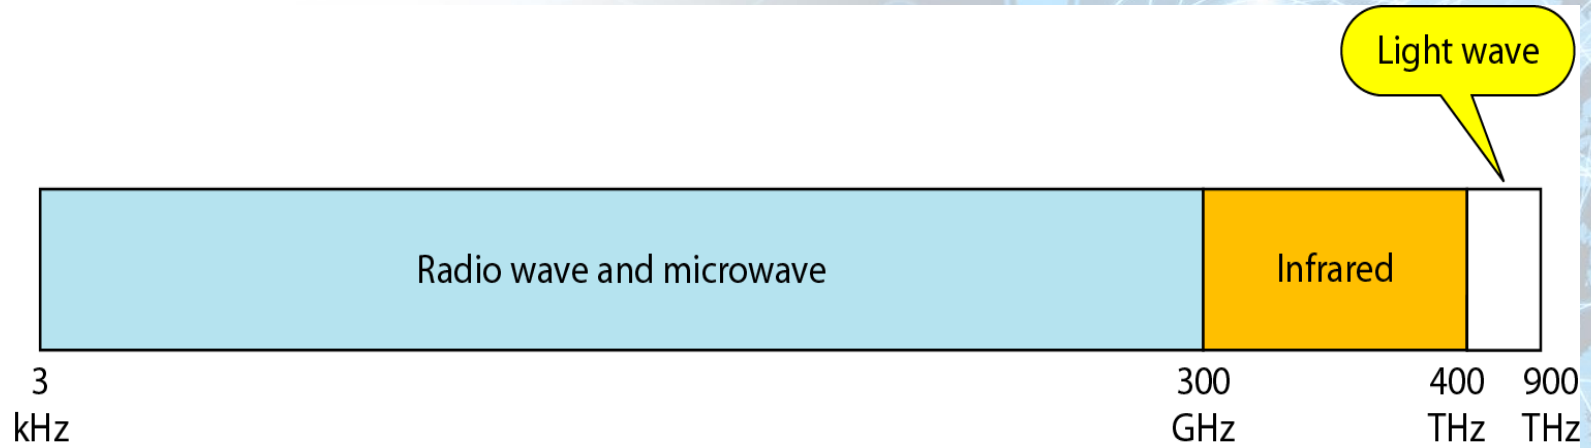 Light wave
Radio wave and microwave
Infrared
3
kHz
300
GHz
400
THz
900
THz